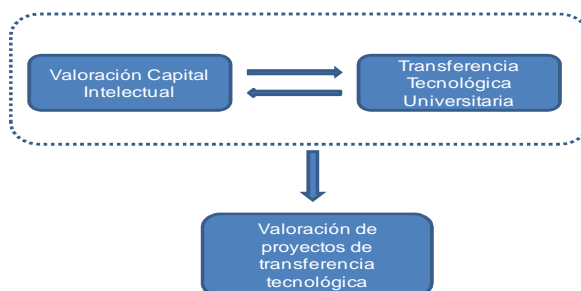 Valoración Capital
Intelectual
Transferencia
Tecnológica
Universitaria
Valoración de
proyectos de
transferencia
tecnológica